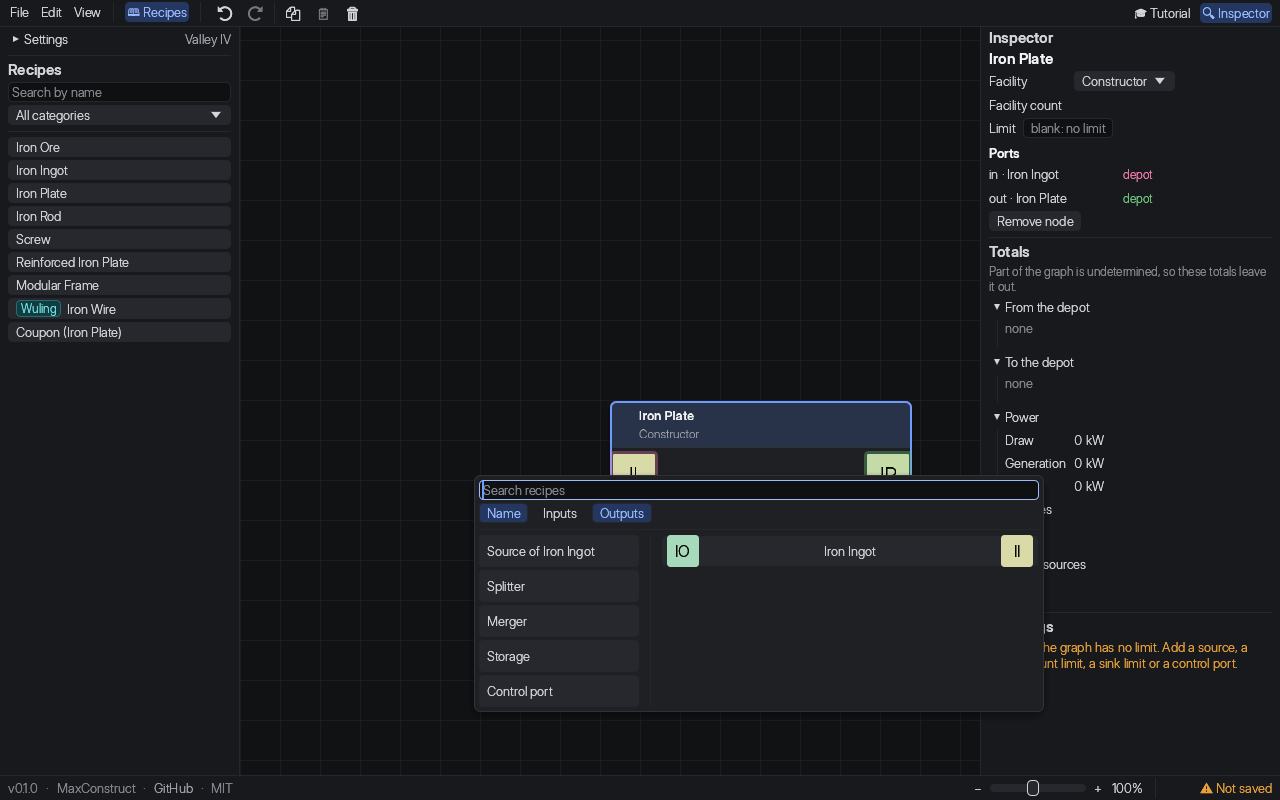 File Edit View Recipes Tutorial Inspector
Settings Valley IV
Recipes
Search by name
All categories
Iron Ore
Iron Ingot
Iron Plate
Iron Rod
Screw
Reinforced Iron Plate
Modular Frame
Wuling Iron Wire
Coupon (Iron Plate)
Iron Plate
Constructor
Search recipes
Name Inputs Outputs
Source of Iron Ingot
Splitter
Merger
Storage
Control port
IO Iron Ingot II
Inspector
Iron Plate
Facility Constructor
Facility count
Limit blank: no limit
Ports
in · Iron Ingot depot
out · Iron Plate depot
Remove node
Totals
Part of the graph is undetermined, so these totals leave
it out.
From the depot
none
To the depot
none
Power
Draw 0 kW
Generation 0 kW
0 kW
sources
the graph has no limit. Add a source, a
limit, a sink limit or a control port.
v0.1.0 · MaxConstruct · GitHub · MIT
− + 100% Not saved